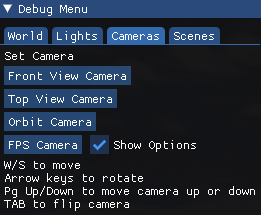 Debug Menu
World Lights Cameras Scenes
Set Camera
Front View Camera
Top View Camera
Orbit Camera
FPS Camera Show Options
W/S to move
Arrow keys to rotate
Pg Up/Down to move camera up or down
TAB to flip camera